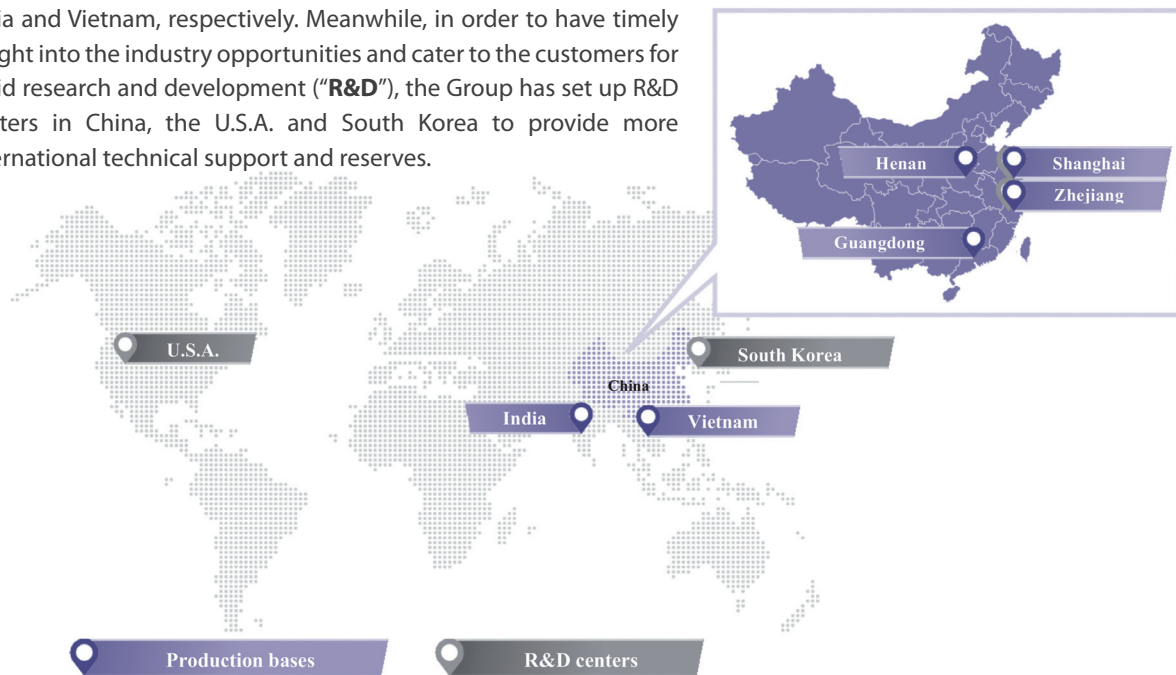 ia and Vietnam, respectively. Meanwhile, in order to have timely
ght into the industry opportunities and cater to the customers for
id research and development (“R&D”), the Group has set up R&D
ters in China, the U.S.A. and South Korea to provide more
ernational technical support and reserves.
Henan
Shanghai
Zhejiang
Guangdong
U.S.A.
South Korea
China
India
Vietnam
Production bases
R&D centers